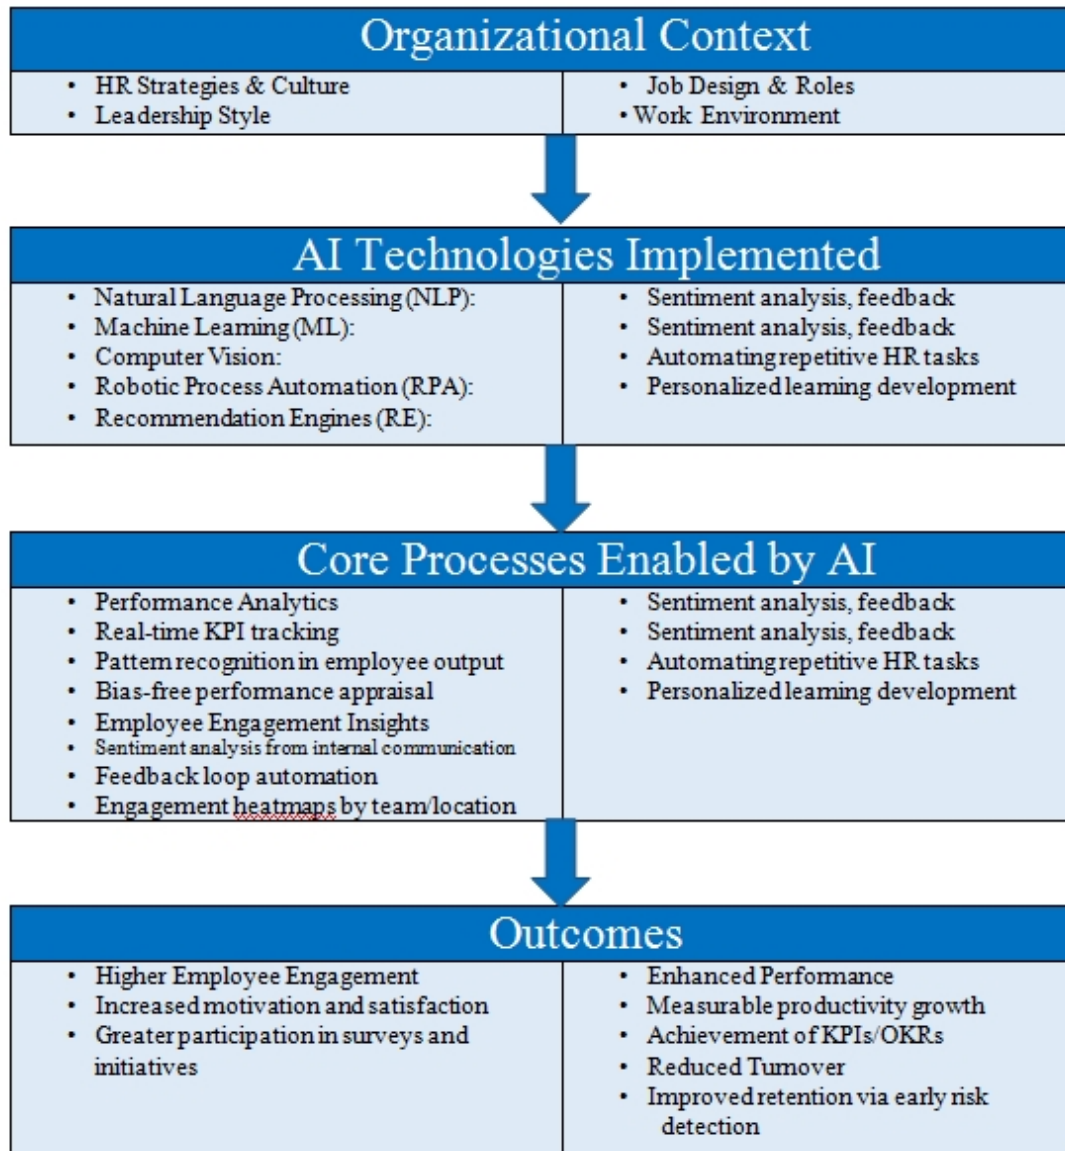 Organizational Context
• HR Strategies & Culture
• Leadership Style
• Job Design & Roles
• Work Environment
AI Technologies Implemented
• Natural Language Processing (NLP):
• Machine Learning (ML):
• Computer Vision:
• Robotic Process Automation (RPA):
• Recommendation Engines (RE):
• Sentiment analysis, feedback
• Sentiment analysis, feedback
• Automating repetitive HR tasks
• Personalized learning development
Core Processes Enabled by AI
• Performance Analytics
• Real-time KPI tracking
• Pattern recognition in employee output
• Bias-free performance appraisal
• Employee Engagement Insights
• Sentiment analysis from internal communication
• Feedback loop automation
• Engagement heatmaps by team/location
• Sentiment analysis, feedback
• Sentiment analysis, feedback
• Automating repetitive HR tasks
• Personalized learning development
Outcomes
• Higher Employee Engagement
• Increased motivation and satisfaction
• Greater participation in surveys and
initiatives
• Enhanced Performance
• Measurable productivity growth
• Achievement of KPIs/OKRs
• Reduced Turnover
• Improved retention via early risk
detection